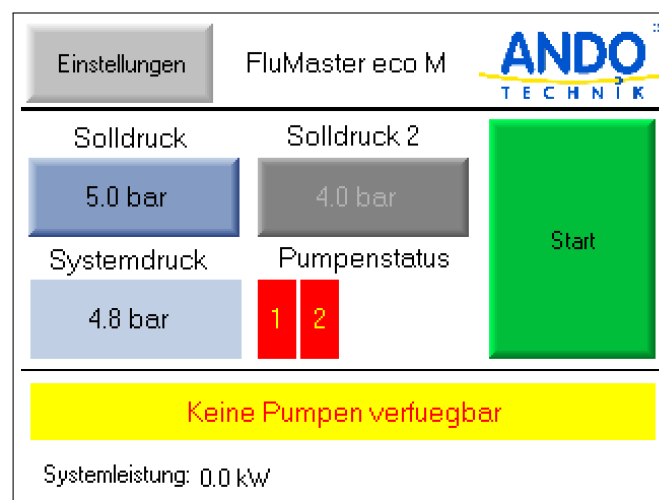 Einstellungen
FluMaster eco M
ANDO
TECHNIK
Solldruck
Solldruck 2
5.0 bar
4.0 bar
Start
Systemdruck
Pumpenstatus
4.8 bar
1 2
Keine Pumpen verfuegbar
Systemleistung: 0.0 kW